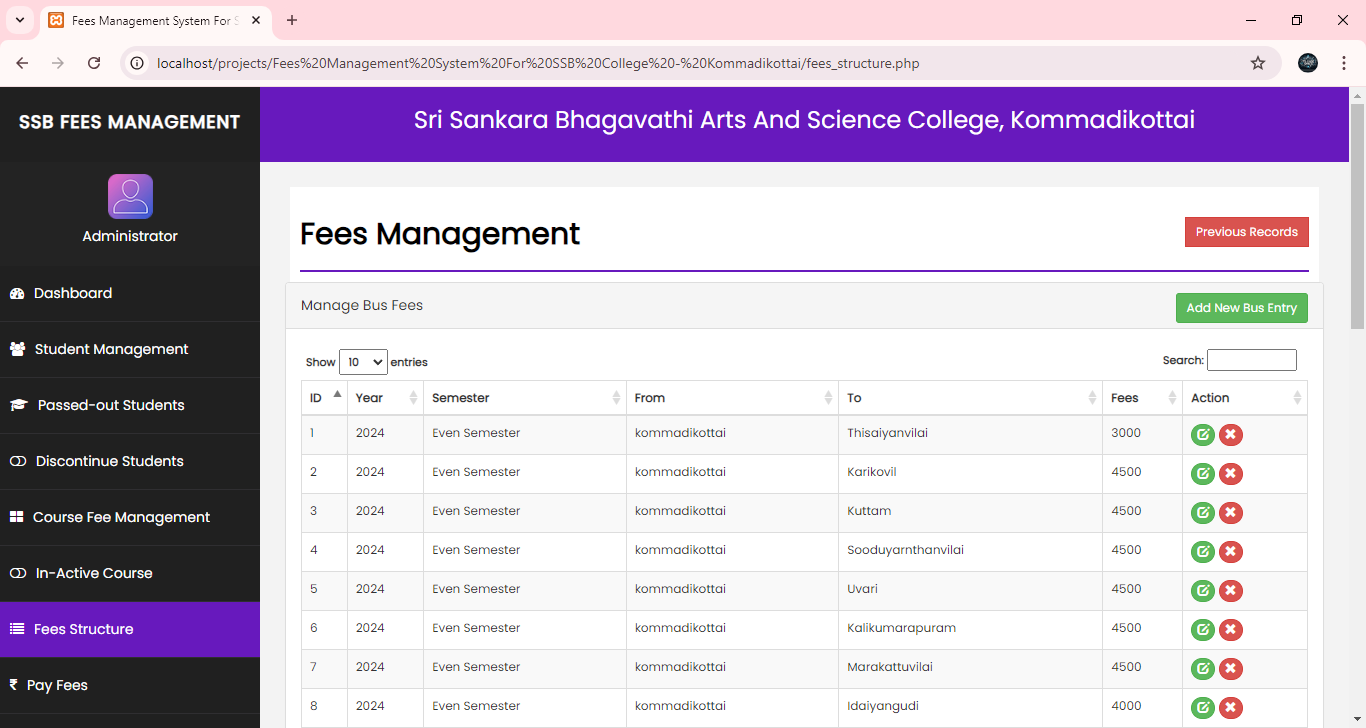 Fees Management System For S
localhost/projects/Fees%20Management%20System%20For%20SSB%20College%20-%20Kommadikottai/fees_structure.php
SSB FEES MANAGEMENT
Sri Sankara Bhagavathi Arts And Science College, Kommadikottai
Administrator
Dashboard
Student Management
Passed-out Students
Discontinue Students
Course Fee Management
In-Active Course
Fees Structure
₹ Pay Fees
Fees Management
Previous Records
Manage Bus Fees
Add New Bus Entry
Show 10 entries
Search:
ID Year Semester From To Fees Action
1 2024 Even Semester kommadikottai Thisaiyanvilai 3000
2 2024 Even Semester kommadikottai Karikovil 4500
3 2024 Even Semester kommadikottai Kuttam 4500
4 2024 Even Semester kommadikottai Sooduyarnthanvilai 4500
5 2024 Even Semester kommadikottai Uvari 4500
6 2024 Even Semester kommadikottai Kalikumarapuram 4500
7 2024 Even Semester kommadikottai Marakattuvilai 4500
8 2024 Even Semester kommadikottai Idaiyangudi 4000